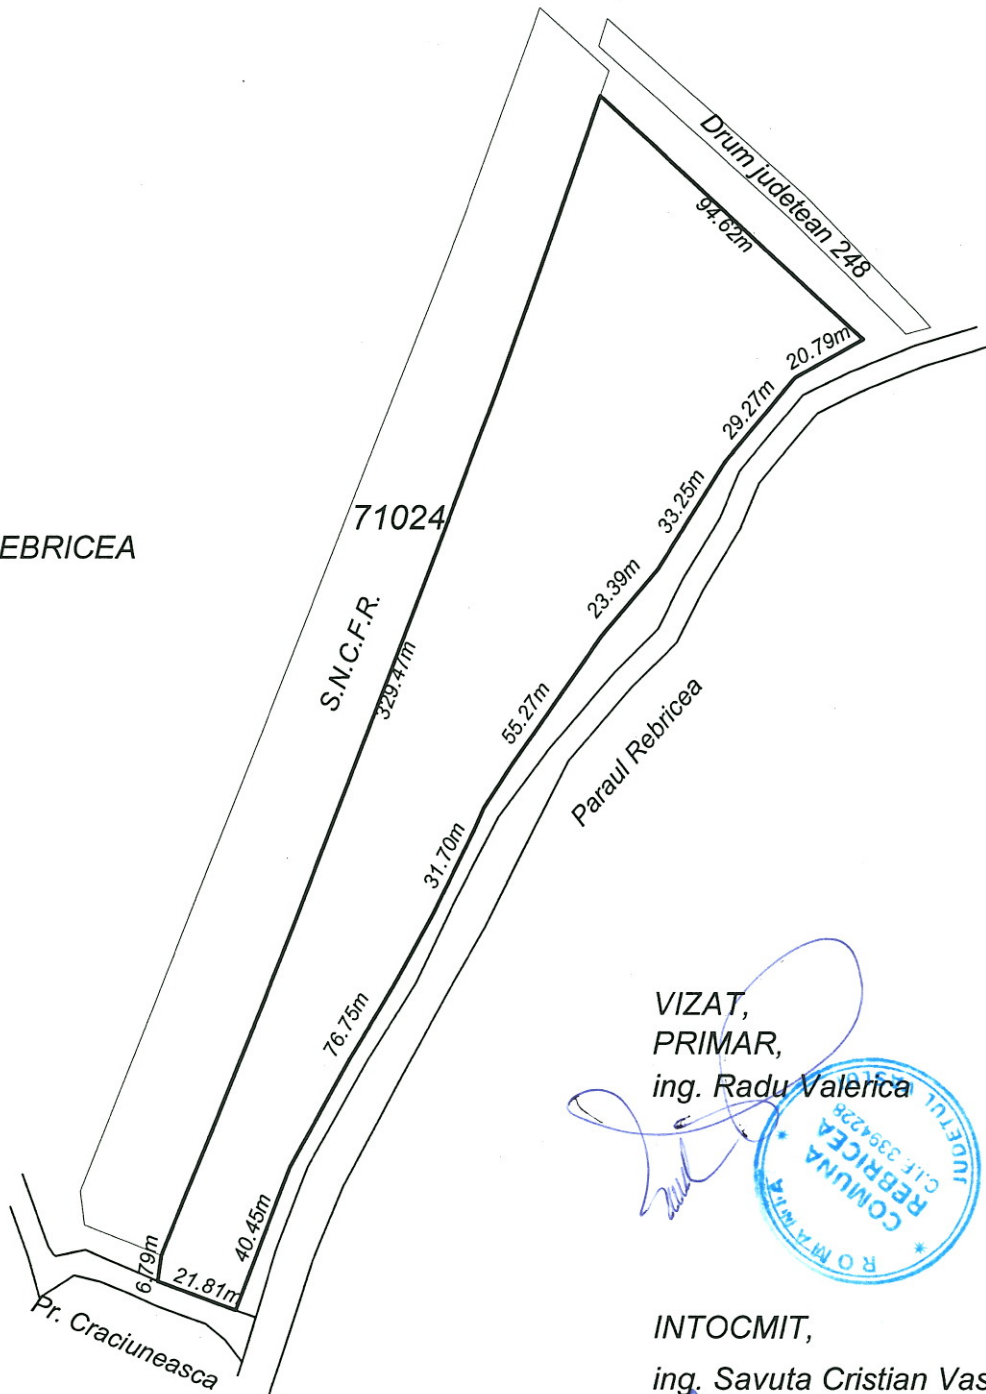 Drum judetean 248
94.62m
20.79m
29.27m
33.25m
71024
EBRICEA
23.39m
S.N.C.F.R.
329.47m
55.27m
Paraul Rebricea
31.70m
76.75m
VIZAT,
PRIMAR,
ing. Radu Valerica
ROMANIA
JUDETUL VASLUI
COMUNA
REBRICEA
C.I.F. 3394228
40.45m
6.79m
21.81m
Pr. Craciuneasca
INTOCMIT,
ing. Savuta Cristian Vas